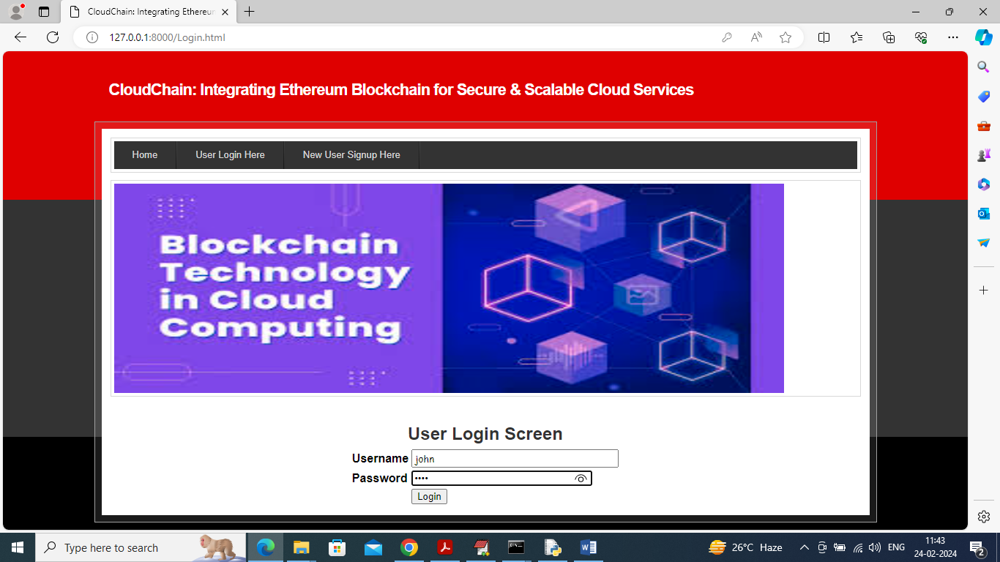 CloudChain: Integrating Ethereum
127.0.0.1:8000/Login.html
CloudChain: Integrating Ethereum Blockchain for Secure & Scalable Cloud Services
Home User Login Here New User Signup Here
Blockchain
Technology
in Cloud
Computing
User Login Screen
Username john
Password ••••
Login
Type here to search 26°C Haze ENG 11:43
24-02-2024 2